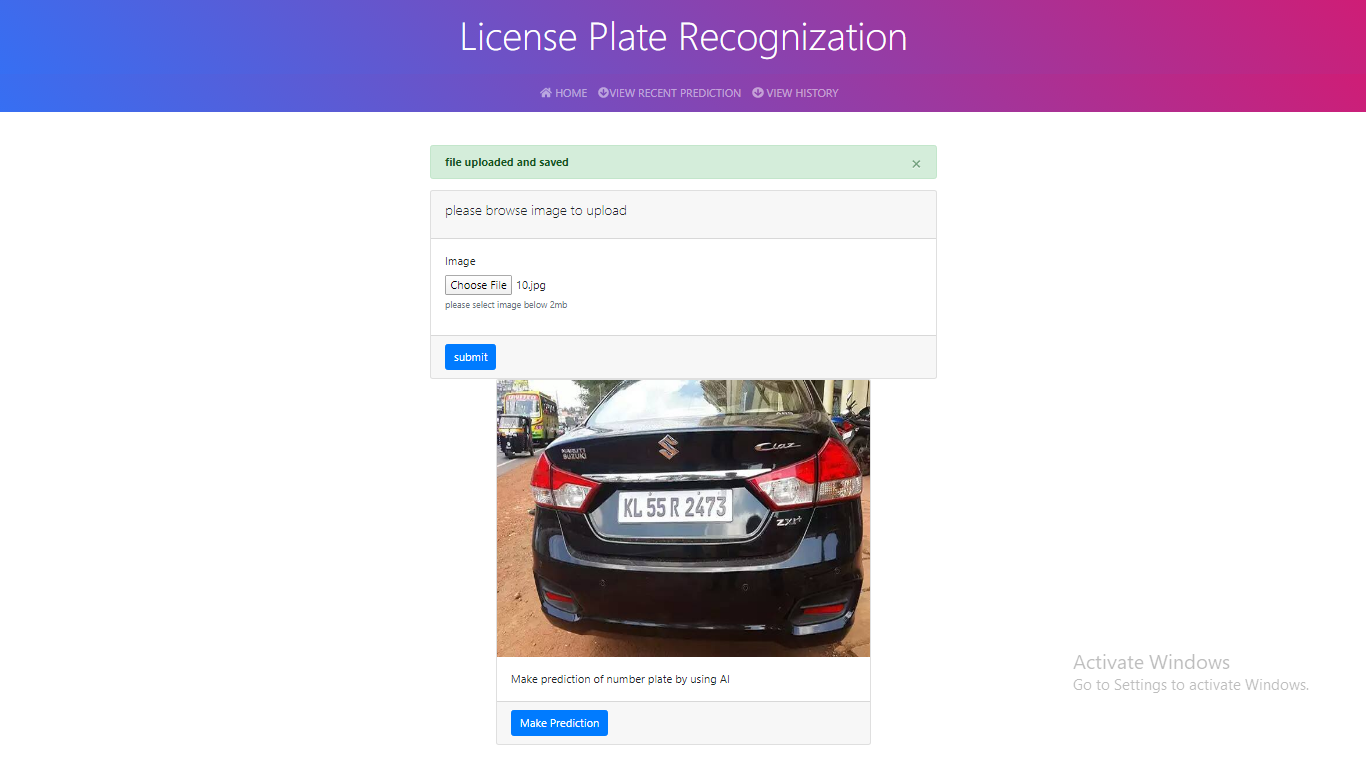 License Plate Recognization
HOME VIEW RECENT PREDICTION VIEW HISTORY
file uploaded and saved ×
please browse image to upload
Image
Choose File 10.jpg
please select image below 2mb
submit
MARUTI
SUZUKI
Ciaz
KL 55 R 2473
ZXi+
Make prediction of number plate by using AI
Make Prediction
Activate Windows
Go to Settings to activate Windows.